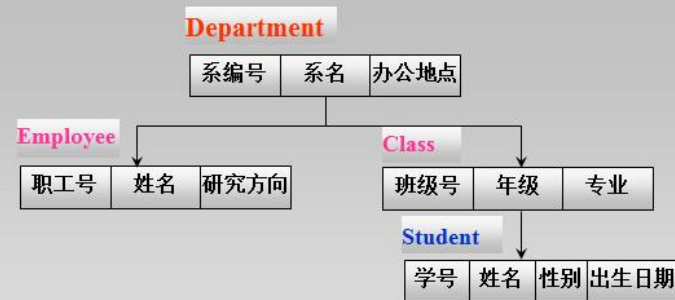 Department
系编号 系名 办公地点
Employee
职工号 姓名 研究方向
Class
班级号 年级 专业
Student
学号 姓名 性别 出生日期